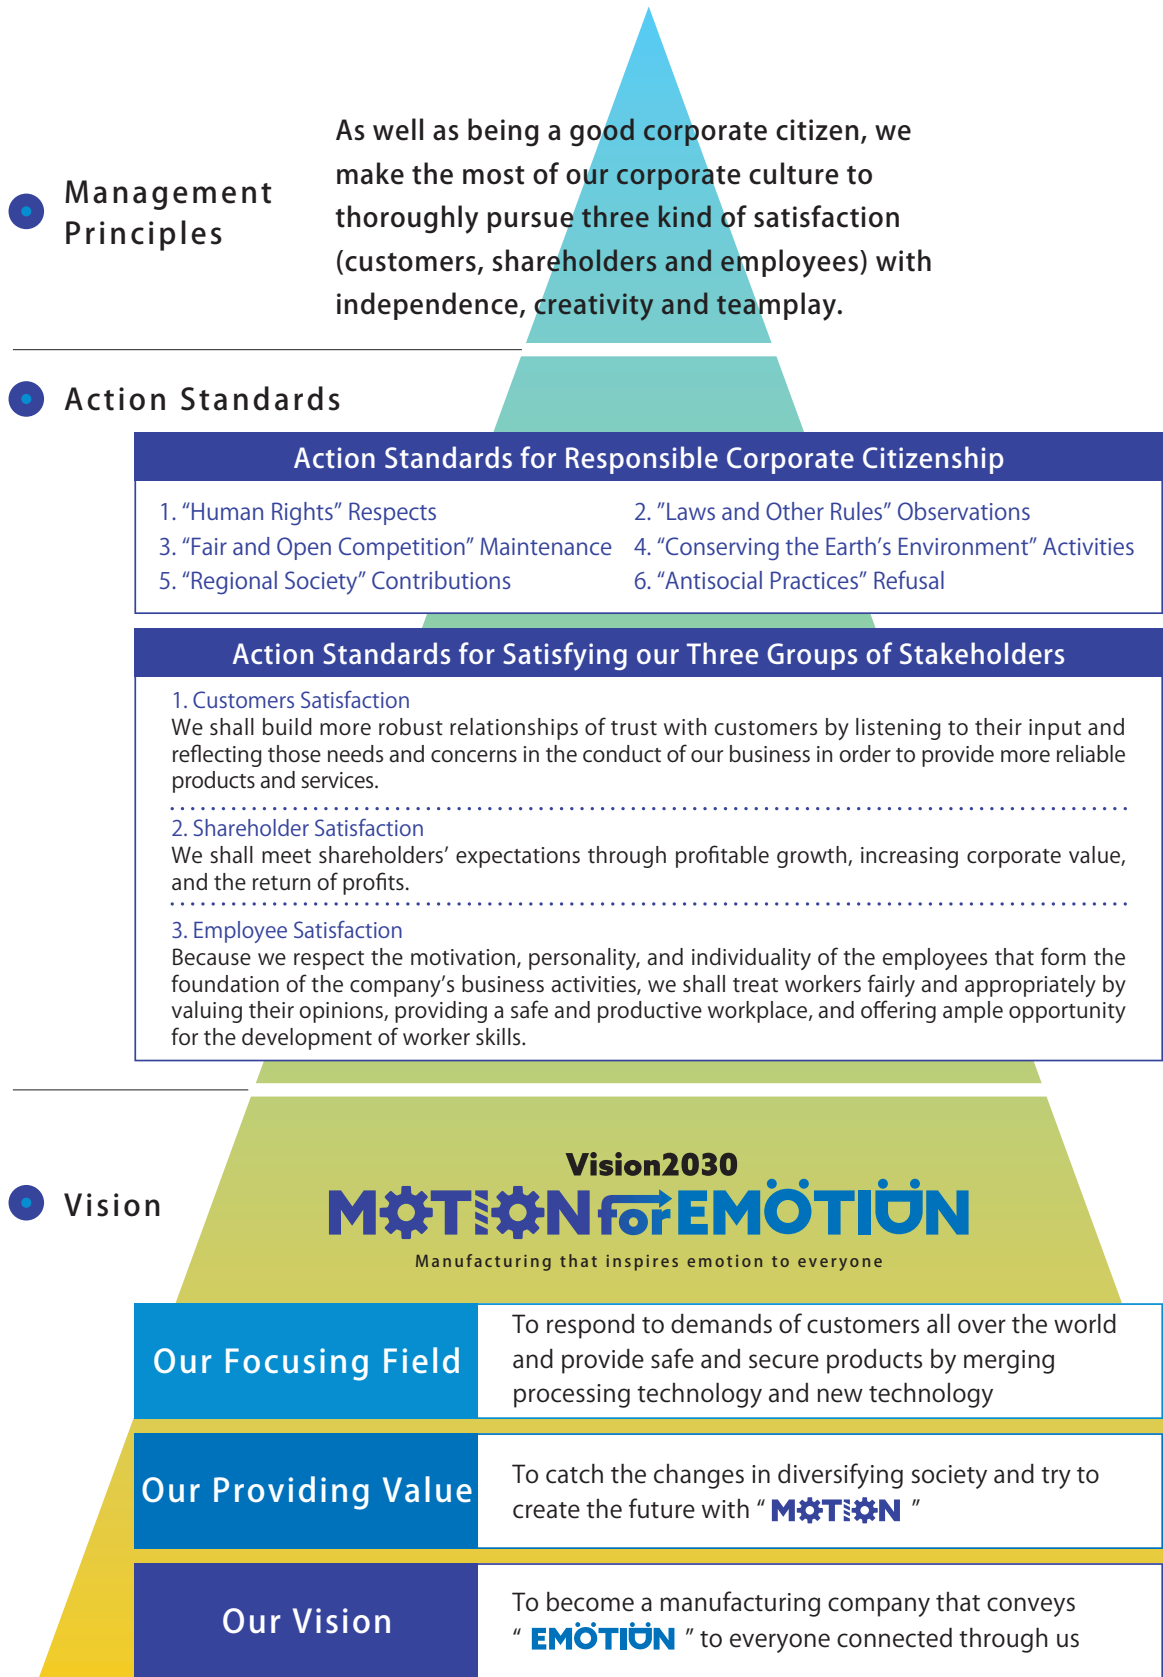 Management
Principles
As well as being a good corporate citizen, we
make the most of our corporate culture to
thoroughly pursue three kind of satisfaction
(customers, shareholders and employees) with
independence, creativity and teamplay.
Action Standards
Action Standards for Responsible Corporate Citizenship
1. “Human Rights” Respects
2. ”Laws and Other Rules” Observations
3. “Fair and Open Competition” Maintenance
4. “Conserving the Earth’s Environment” Activities
5. “Regional Society” Contributions
6. “Antisocial Practices” Refusal
Action Standards for Satisfying our Three Groups of Stakeholders
1. Customers Satisfaction
We shall build more robust relationships of trust with customers by listening to their input and
reflecting those needs and concerns in the conduct of our business in order to provide more reliable
products and services.
2. Shareholder Satisfaction
We shall meet shareholders’ expectations through profitable growth, increasing corporate value,
and the return of profits.
3. Employee Satisfaction
Because we respect the motivation, personality, and individuality of the employees that form the
foundation of the company’s business activities, we shall treat workers fairly and appropriately by
valuing their opinions, providing a safe and productive workplace, and offering ample opportunity
for the development of worker skills.
Vision
Vision2030
MOTION for EMOTION
Manufacturing that inspires emotion to everyone
Our Focusing Field
To respond to demands of customers all over the world
and provide safe and secure products by merging
processing technology and new technology
Our Providing Value
To catch the changes in diversifying society and try to
create the future with “ MOTION ”
Our Vision
To become a manufacturing company that conveys
“ EMOTION ” to everyone connected through us